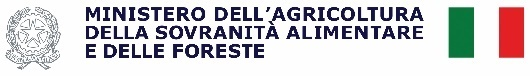 MINISTERO DELL'AGRICOLTURA
DELLA SOVRANITÀ ALIMENTARE
E DELLE FORESTE